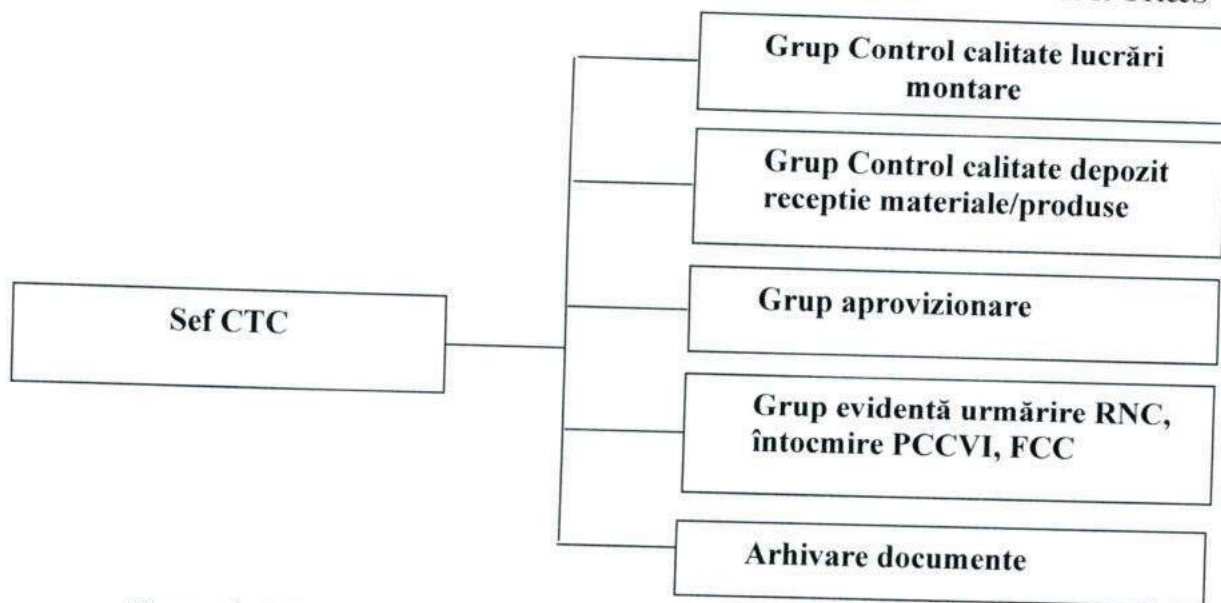 Grup Control calitate lucrări
montare
Grup Control calitate depozit
receptie materiale/produse
Grup aprovizionare
Sef CTC
Grup evidentă urmărire RNC,
întocmire PCCVI, FCC
Arhivare documente